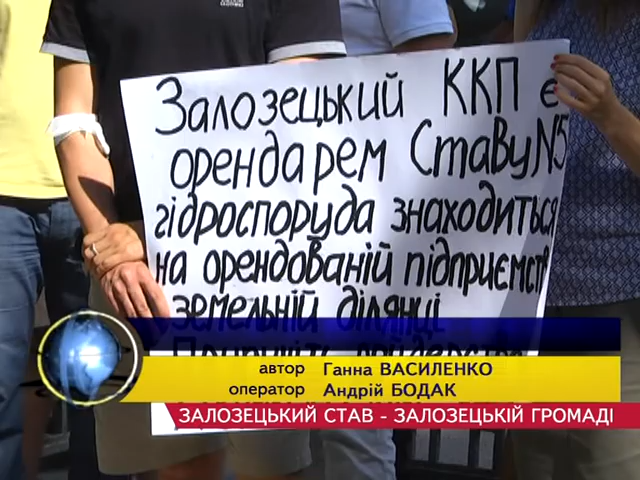 Залозецький ККП є
орендарем Ставу №5
гідроспоруда знаходиться
на орендованій підприємств
земельній ділянці
автор Ганна ВАСИЛЕНКО
оператор Андрій БОДАК
ЗАЛОЗЕЦЬКИЙ СТАВ - ЗАЛОЗЕЦЬКІЙ ГРОМАДІ